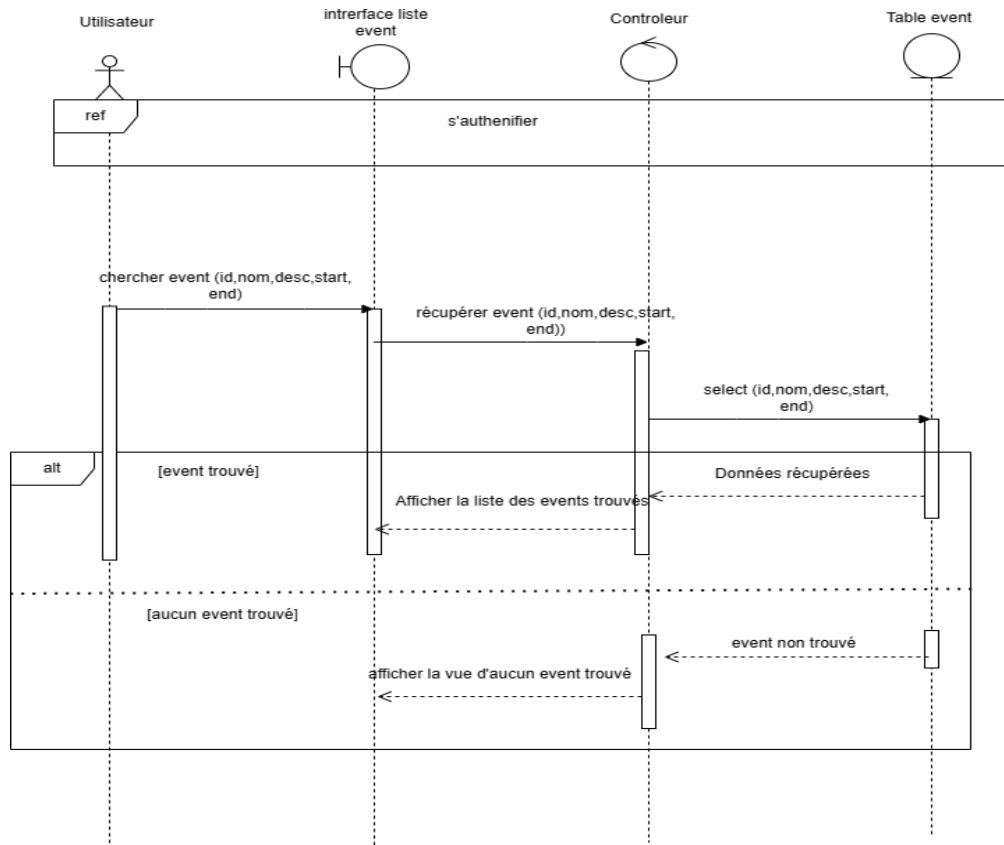 Utilisateur
intrerface liste
event
Controleur
Table event
ref
s'authenifier
chercher event (id,nom,desc,start,
end)
récupérer event (id,nom,desc,start,
end))
select (id,nom,desc,start,
end)
alt
[event trouvé]
Données récupérées
Afficher la liste des events trouvés
[aucun event trouvé]
event non trouvé
afficher la vue d'aucun event trouvé